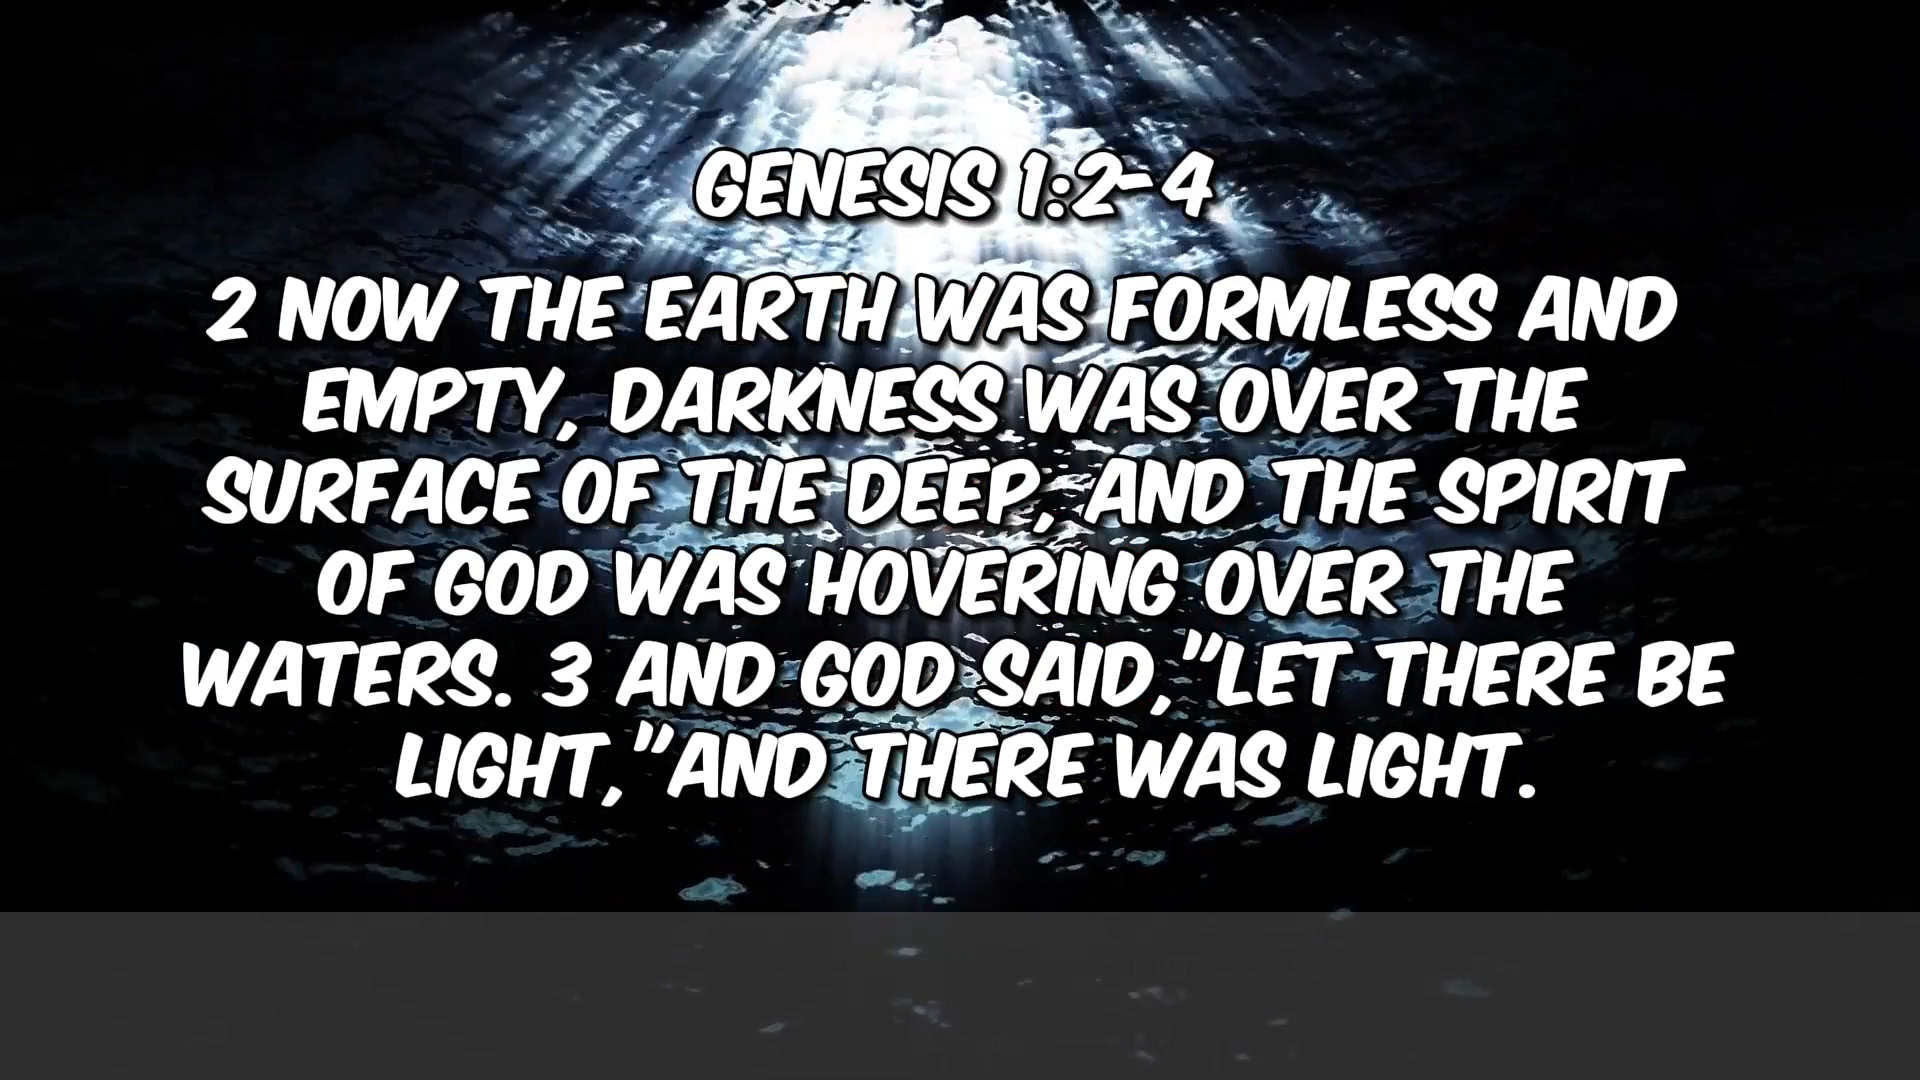 GENESIS 1:2-4
2 NOW THE EARTH WAS FORMLESS AND
EMPTY, DARKNESS WAS OVER THE
SURFACE OF THE DEEP, AND THE SPIRIT
OF GOD WAS HOVERING OVER THE
WATERS. 3 AND GOD SAID,"LET THERE BE
LIGHT,"AND THERE WAS LIGHT.